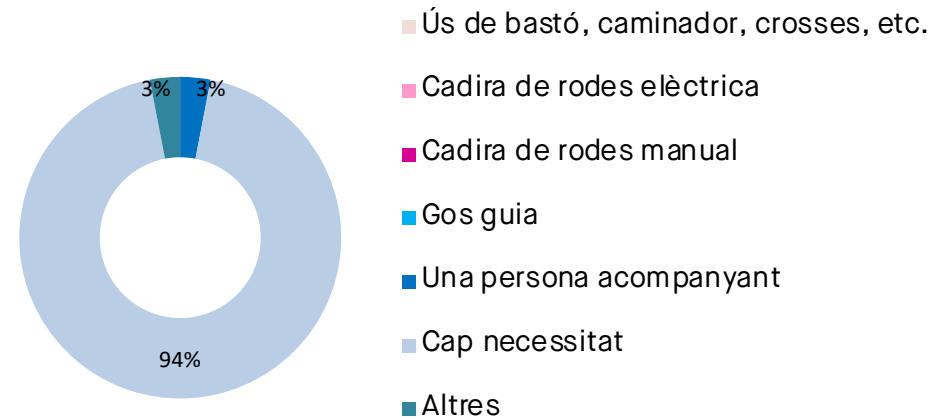 Ús de bastó, caminador, crosses, etc.
3% 3%
Cadira de rodes elèctrica
Cadira de rodes manual
Gos guia
Una persona acompanyant
Cap necessitat
94%
Altres